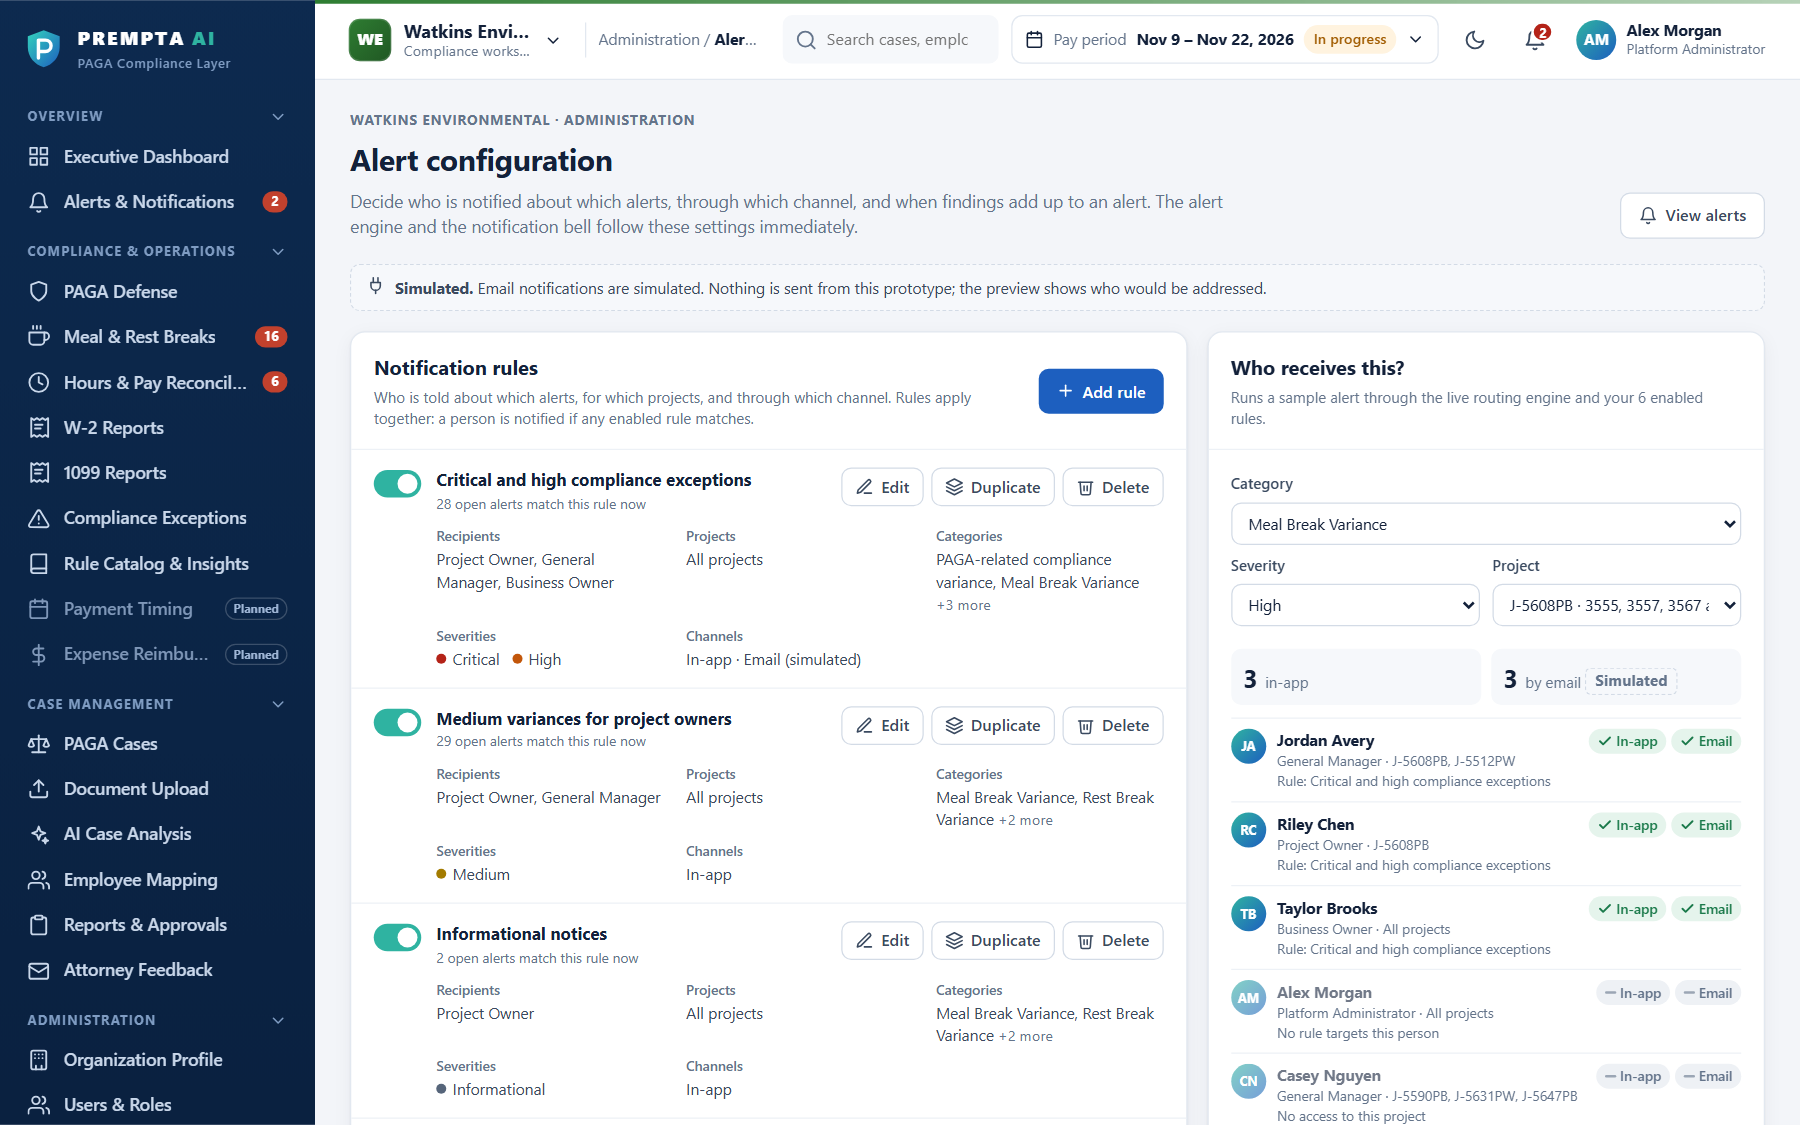 PREMPTA AI
PAGA Compliance Layer
OVERVIEW
Executive Dashboard
Alerts & Notifications 2
COMPLIANCE & OPERATIONS
PAGA Defense
Meal & Rest Breaks 16
Hours & Pay Reconcil... 6
W-2 Reports
1099 Reports
Compliance Exceptions
Rule Catalog & Insights
Payment Timing Planned
Expense Reimbu... Planned
CASE MANAGEMENT
PAGA Cases
Document Upload
AI Case Analysis
Employee Mapping
Reports & Approvals
Attorney Feedback
ADMINISTRATION
Organization Profile
Users & Roles
WE
Watkins Envi...
Compliance works...
Administration / Aler...
Search cases, emplc
Pay period Nov 9 – Nov 22, 2026 In progress
2
AM
Alex Morgan
Platform Administrator
WATKINS ENVIRONMENTAL · ADMINISTRATION
Alert configuration
Decide who is notified about which alerts, through which channel, and when findings add up to an alert. The alert
engine and the notification bell follow these settings immediately.
View alerts
Simulated. Email notifications are simulated. Nothing is sent from this prototype; the preview shows who would be addressed.
Notification rules
Who is told about which alerts, for which projects, and through which channel. Rules apply
together: a person is notified if any enabled rule matches.
Add rule
Critical and high compliance exceptions
28 open alerts match this rule now
Edit Duplicate Delete
Recipients Projects Categories
Project Owner, General All projects PAGA-related compliance
Manager, Business Owner variance, Meal Break Variance
+3 more
Severities Channels
Critical High In-app · Email (simulated)
Medium variances for project owners
29 open alerts match this rule now
Edit Duplicate Delete
Recipients Projects Categories
Project Owner, General Manager All projects Meal Break Variance, Rest Break
Variance +2 more
Severities Channels
Medium In-app
Informational notices
2 open alerts match this rule now
Edit Duplicate Delete
Recipients Projects Categories
Project Owner All projects Meal Break Variance, Rest Break
Variance +2 more
Severities Channels
Informational In-app
Who receives this?
Runs a sample alert through the live routing engine and your 6 enabled
rules.
Category
Meal Break Variance
Severity Project
High J-5608PB · 3555, 3557, 3567
3 in-app 3 by email Simulated
JA Jordan Avery In-app Email
General Manager · J-5608PB, J-5512PW
Rule: Critical and high compliance exceptions
RC Riley Chen In-app Email
Project Owner · J-5608PB
Rule: Critical and high compliance exceptions
TB Taylor Brooks In-app Email
Business Owner · All projects
Rule: Critical and high compliance exceptions
AM Alex Morgan In-app Email
Platform Administrator · All projects
No rule targets this person
CN Casey Nguyen In-app Email
General Manager · J-5590PB, J-5631PW, J-5647PB
No access to this project